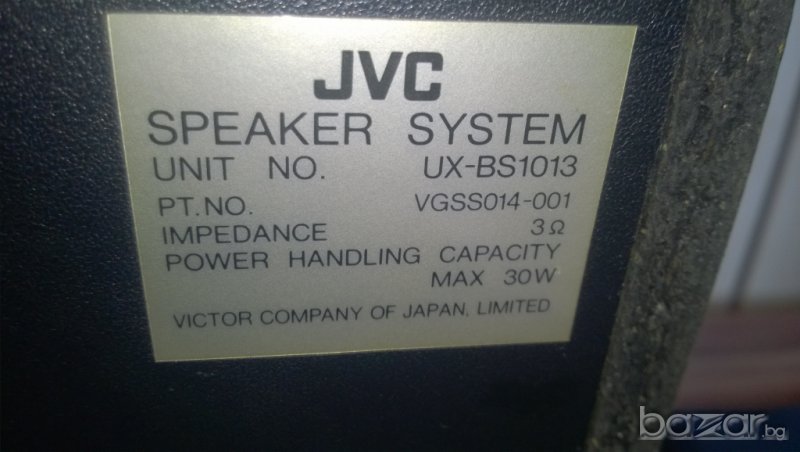 JVC
SPEAKER SYSTEM
UNIT NO. UX-BS1013
PT.NO. VGSS014-001
IMPEDANCE 3Ω
POWER HANDLING CAPACITY
MAX 30W
VICTOR COMPANY OF JAPAN, LIMITED
bazar.bg